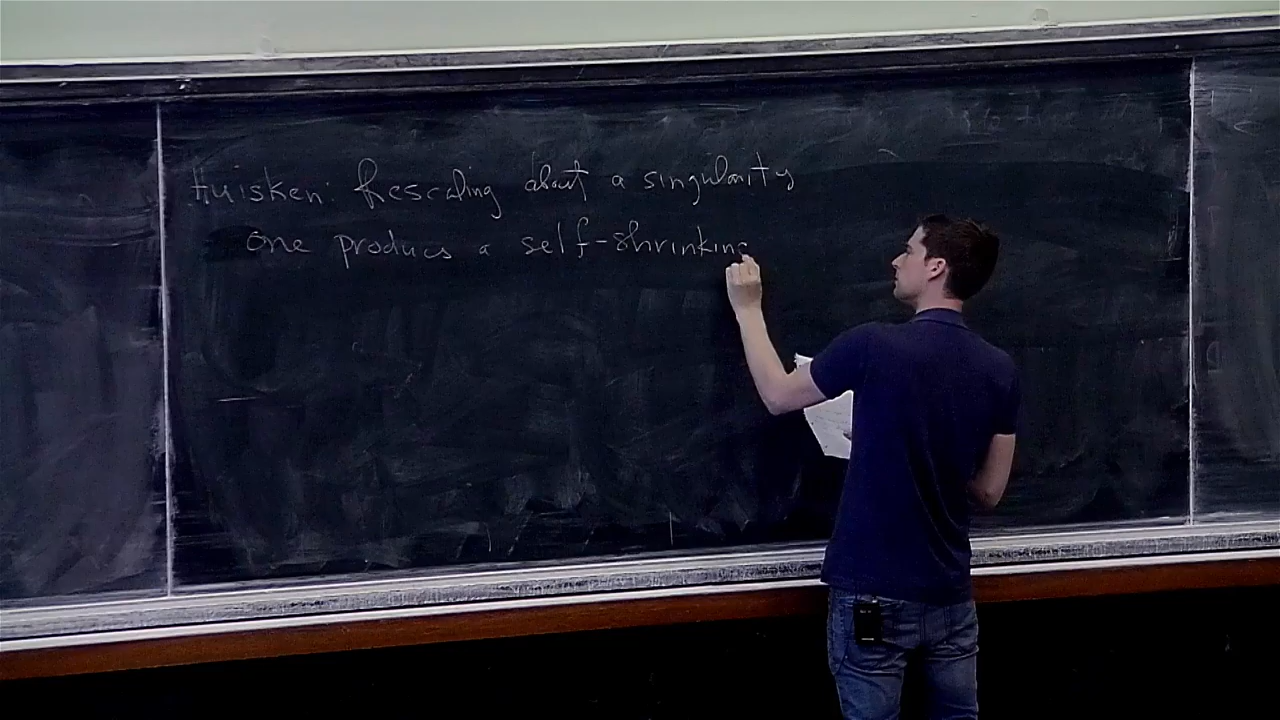 Huisken: Rescaling about a singularity
one produces a self-shrinking